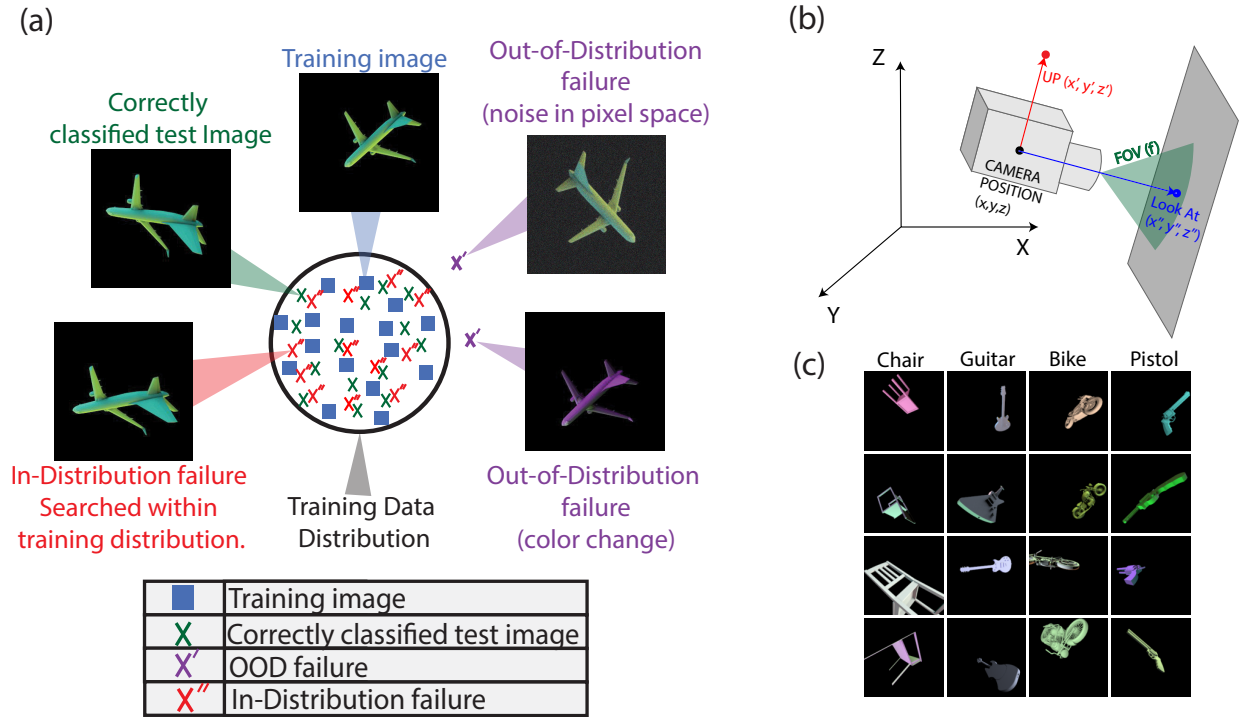 (a)
Training image
Correctly
classified test Image
Out-of-Distribution
failure
(noise in pixel space)
X'
X'
In-Distribution failure
Searched within
training distribution.
Training Data
Distribution
Out-of-Distribution
failure
(color change)
Training image
X Correctly classified test image
X' OOD failure
X" In-Distribution failure
(b)
Z
UP (x', y', z')
FOV (f)
CAMERA
POSITION
(x,y,z)
Look At
(x", y", z")
X
Y
(c)
Chair Guitar Bike Pistol